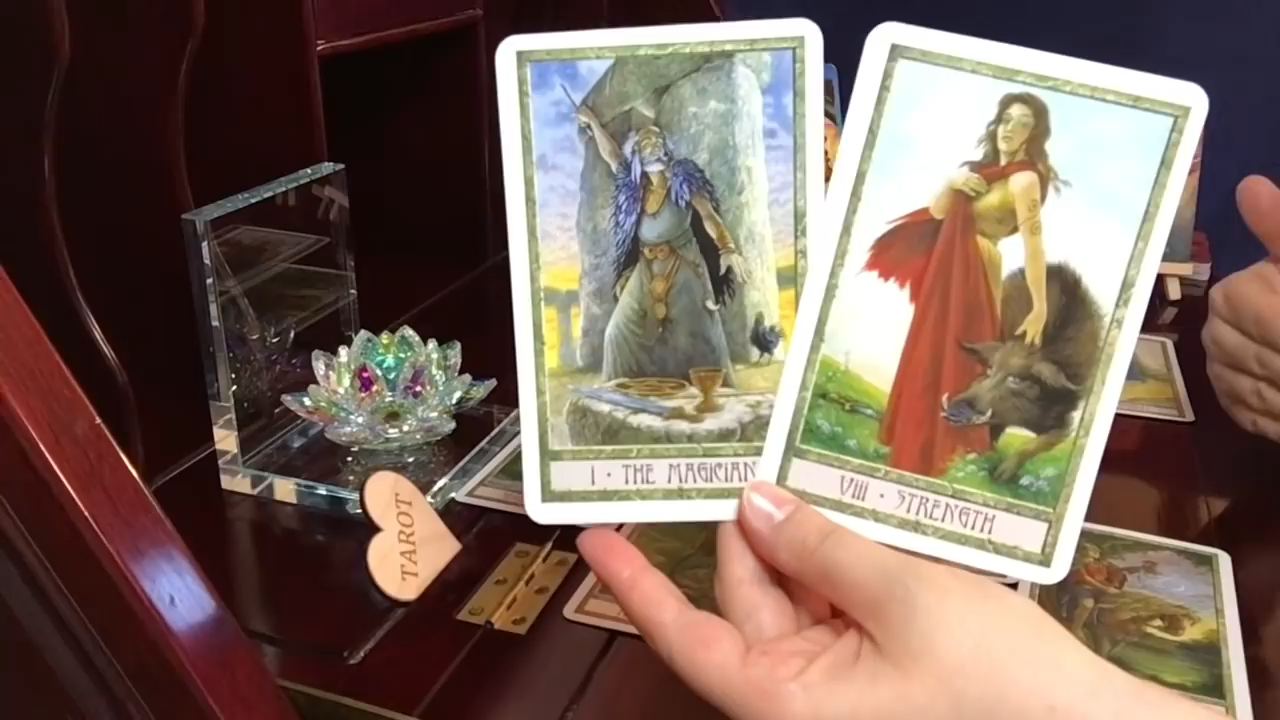 I • THE MAGICIAN
VIII • STRENGTH
TAROT